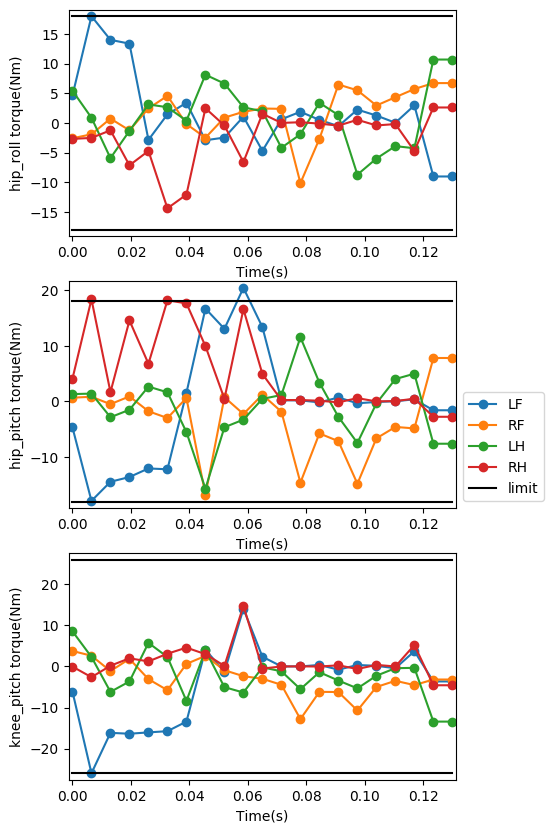 15
10
5
0
−5
−10
−15
hip_roll torque(Nm)
0.00 0.02 0.04 0.06 0.08 0.10 0.12
Time(s)
20
10
0
−10
hip_pitch torque(Nm)
0.00 0.02 0.04 0.06 0.08 0.10 0.12
Time(s)
LF
RF
LH
RH
limit
20
10
0
−10
−20
knee_pitch torque(Nm)
0.00 0.02 0.04 0.06 0.08 0.10 0.12
Time(s)